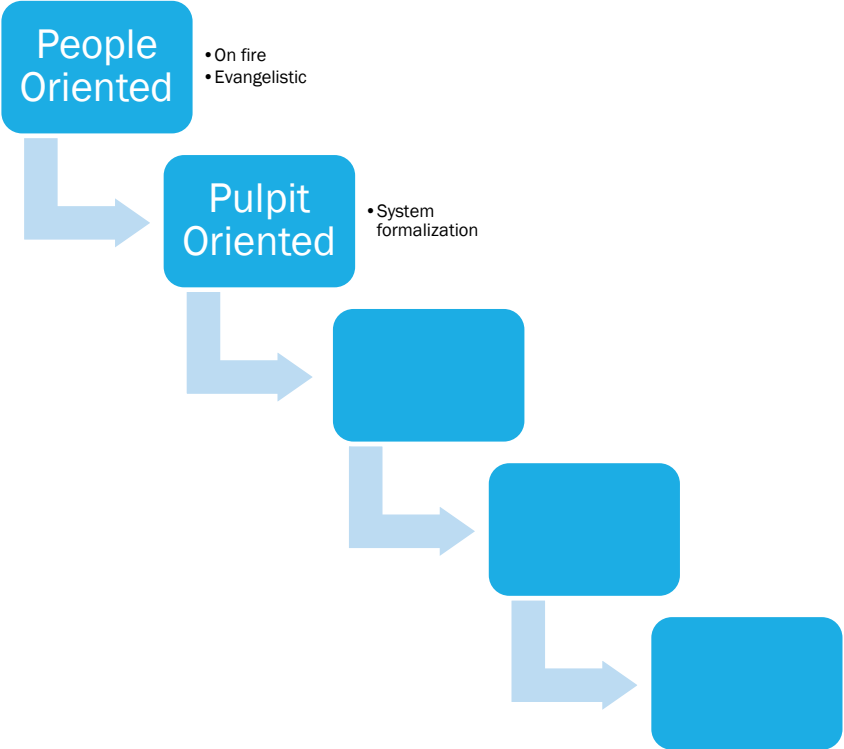 People
Oriented
•On fire
•Evangelistic
Pulpit
Oriented
•System
formalization